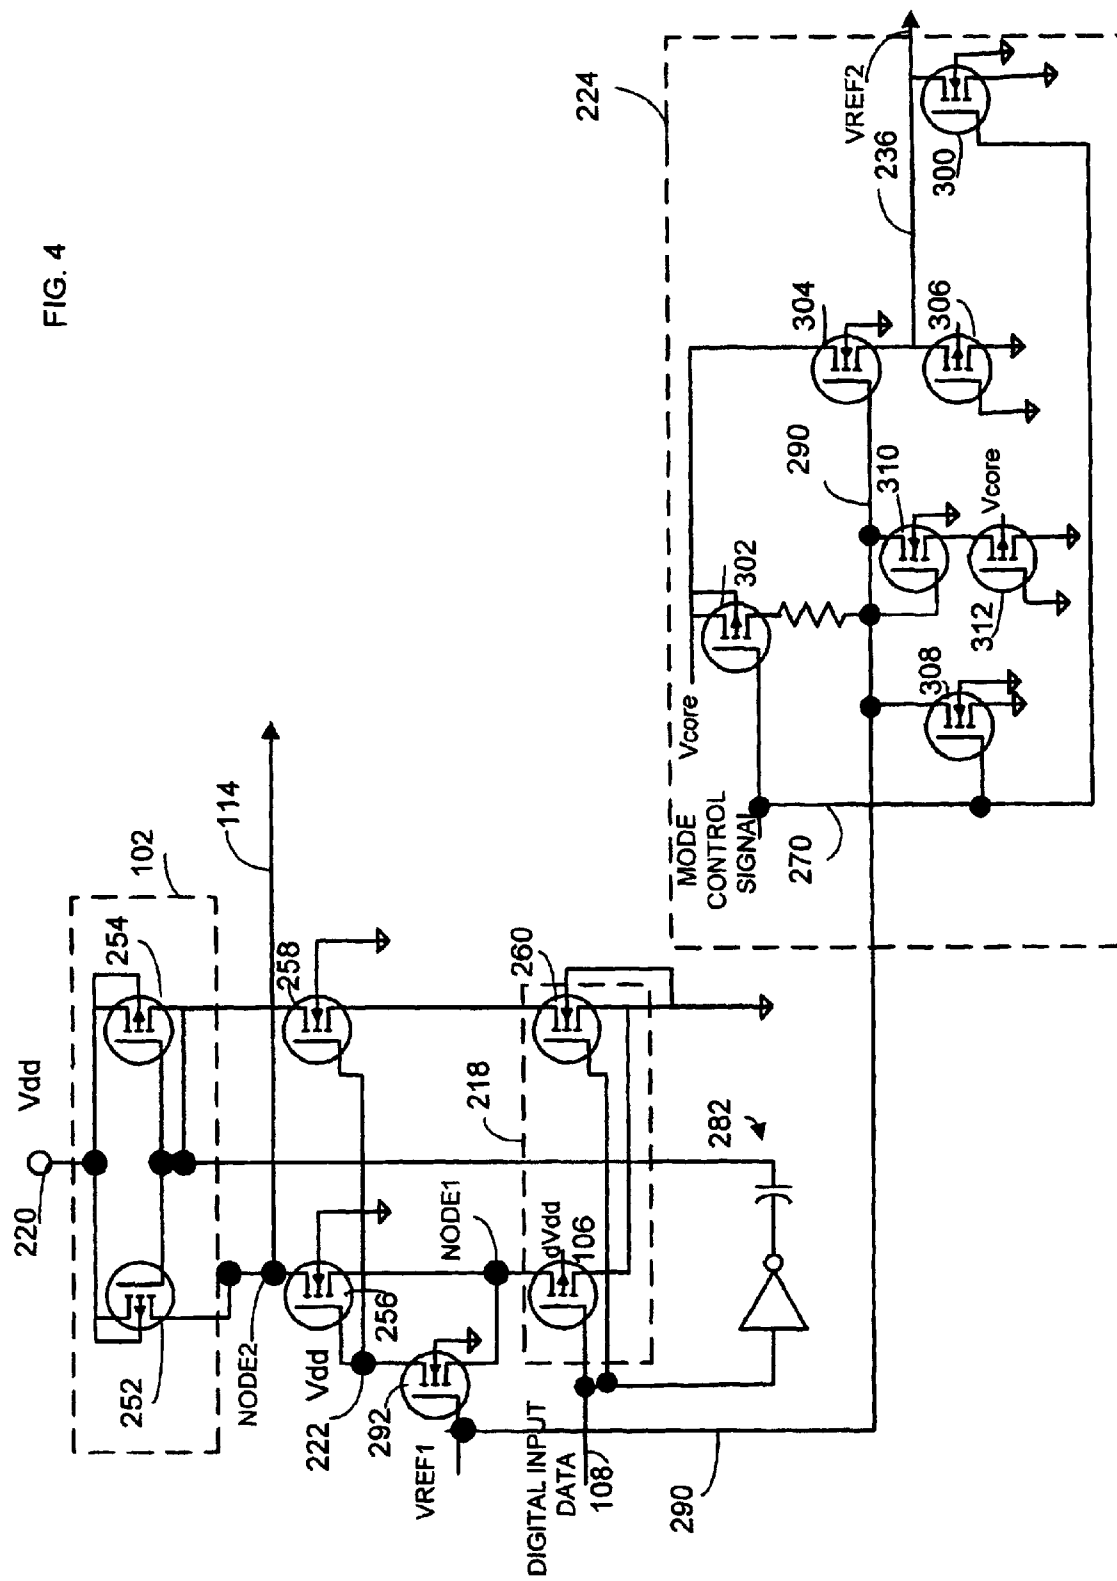 FIG. 4
Vdd
220
102
252
254
NODE2
114
Vdd
256
258
222
292
VREF1
NODE1
218
260
dVdd
106
DIGITAL INPUT
DATA
108
282
290
224
VREF2
236
300
Vcore
302
304
306
290
310
Vcore
312
308
MODE
CONTROL
SIGNAL
270